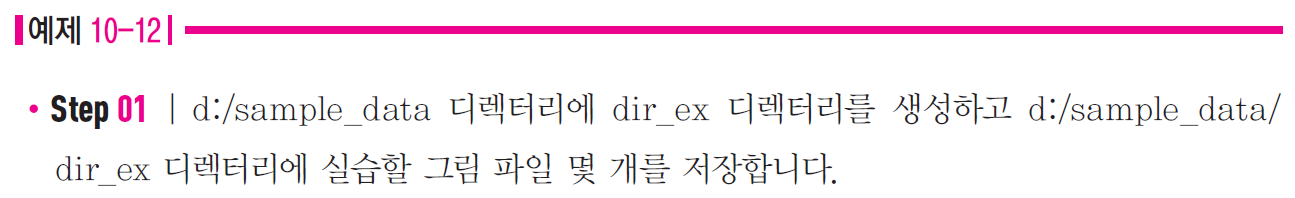 예제 10-12
• Step 01 | d:/sample_data 디렉터리에 dir_ex 디렉터리를 생성하고 d:/sample_data/
dir_ex 디렉터리에 실습할 그림 파일 몇 개를 저장합니다.